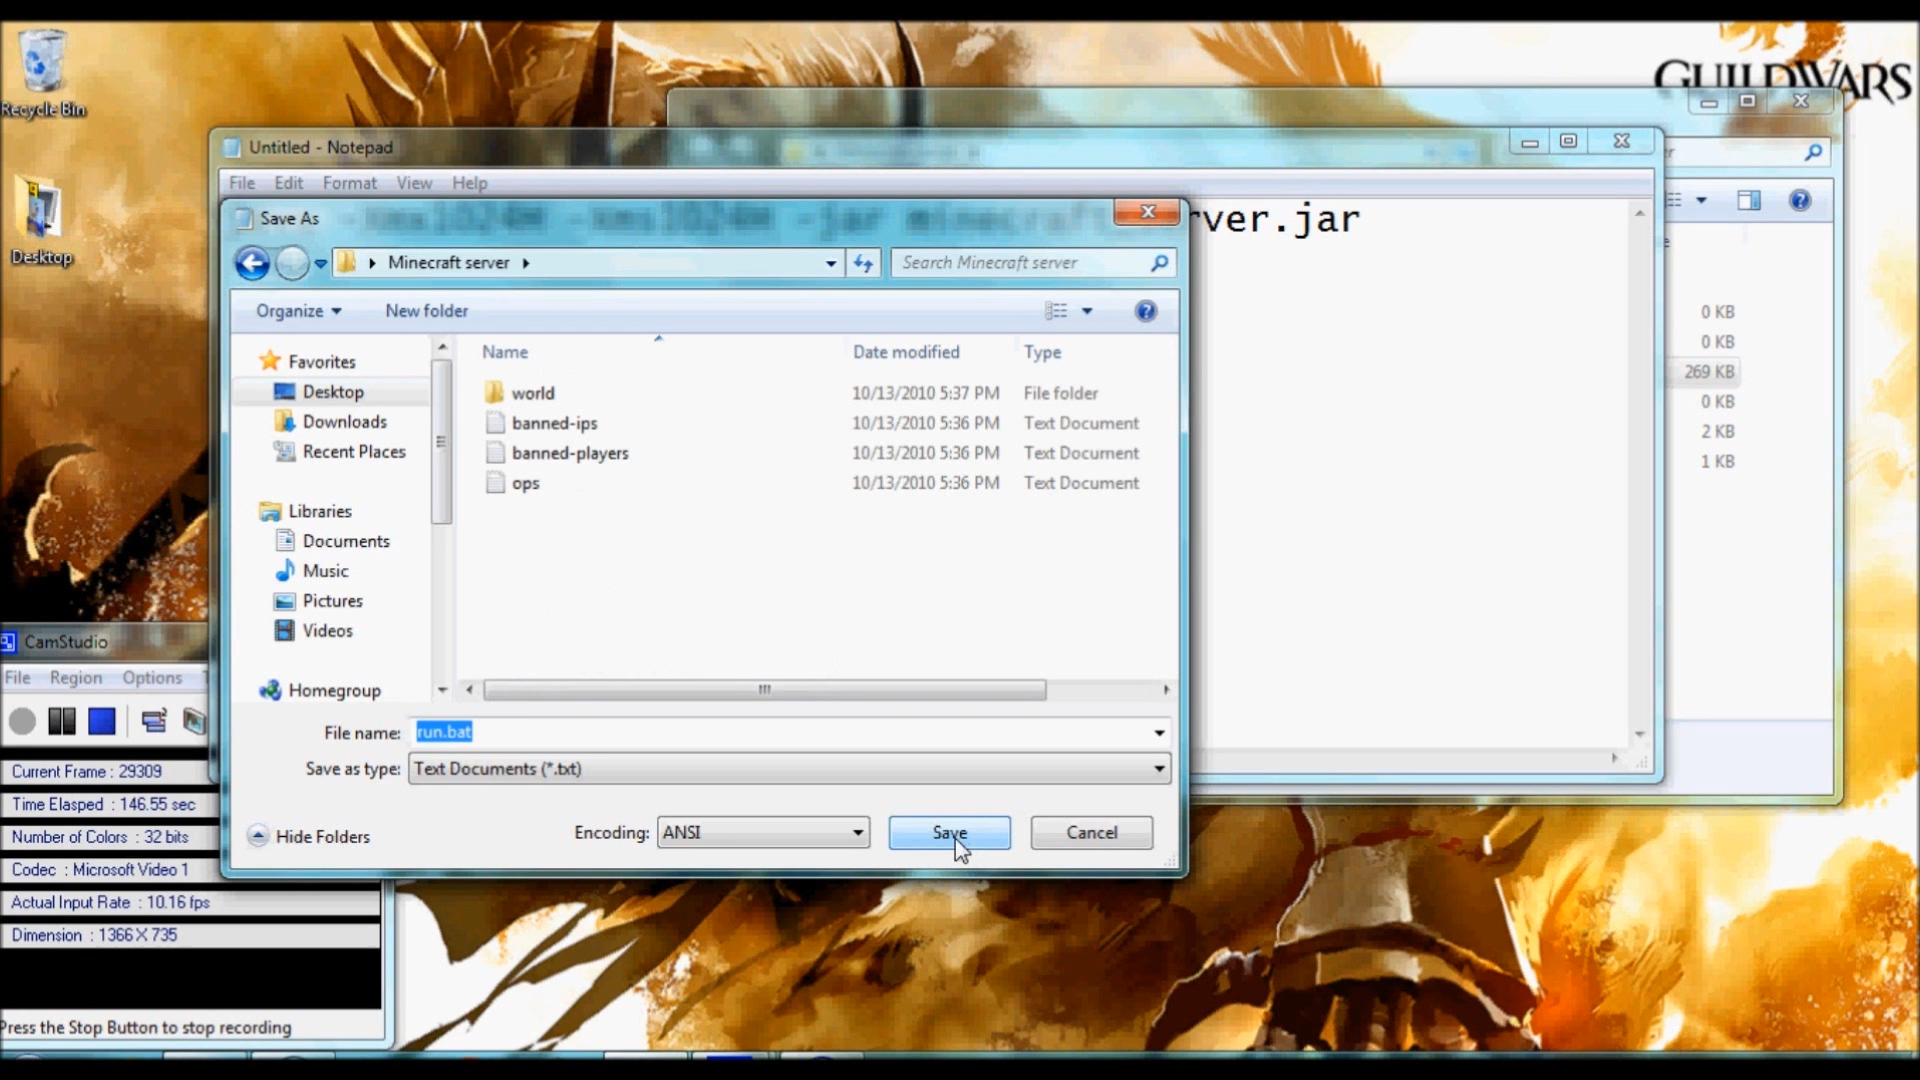 Recycle Bin
GUILDWARS
Untitled - Notepad
File Edit Format View Help
Save As
rver.jar
Minecraft server
Search Minecraft server
Organize
New folder
Desktop
Favorites
Desktop
Downloads
Recent Places
Libraries
Documents
Music
Pictures
Videos
Homegroup
Name Date modified Type
world 10/13/2010 5:37 PM File folder
banned-ips 10/13/2010 5:36 PM Text Document
banned-players 10/13/2010 5:36 PM Text Document
ops 10/13/2010 5:36 PM Text Document
0 KB
0 KB
269 KB
0 KB
2 KB
1 KB
File name: run.bat
Save as type: Text Documents (*.txt)
Hide Folders
Encoding: ANSI
Save
Cancel
CamStudio
File Region Options
Current Frame : 29309
Time Elasped : 146.55 sec
Number of Colors : 32 bits
Codec : Microsoft Video 1
Actual Input Rate : 10.16 fps
Dimension : 1366 X 735
Press the Stop Button to stop recording